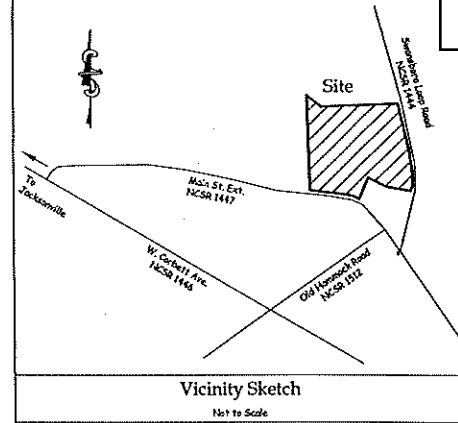 Swansboro Loop Road
NCSR 1444
Site
Main St. Ext.
NCSR 1447
To
Jacksonville
W. Corbett Ave.
NCSR 1446
Old Hammock Road
NCSR 1512
Vicinity Sketch
Not to Scale